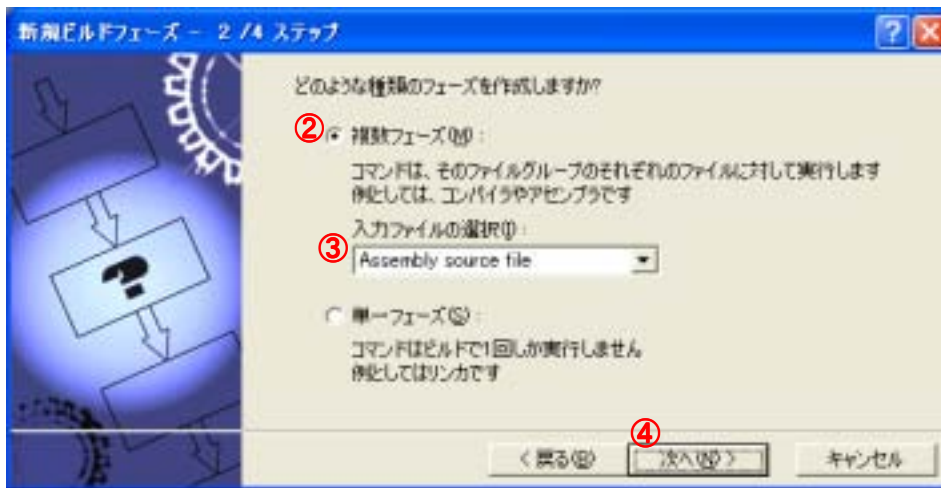 新規ビルドフェーズ － 2/4 ステップ
どのような種類のフェーズを作成しますか?
② 複数フェーズ(M) :
コマンドは、そのファイルグループのそれぞれのファイルに対して実行します
例としては、コンパイラやアセンブラです
入力ファイルの選択(I) :
③ Assembly source file
単一フェーズ(S) :
コマンドはビルドで1回しか実行しません
例としてはリンカです
④
< 戻る(B) 次へ(N) > キャンセル